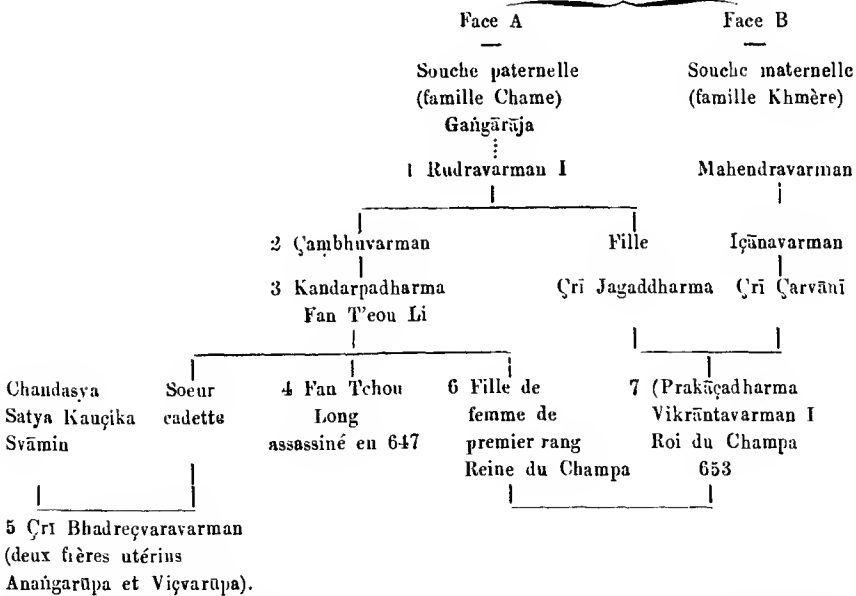 Face A Face B
Souche paternelle Souche maternelle
(famille Chame) (famille Khmère)
Gaṅgārāja
1 Rudravarman I Mahendravarman
2 Çaṃbhuvarman Fille Içānavarman
3 Kandarpadharma Çrī Jagaddharma Çrī Çarvāṇī
Fan T'eou Li
Chandasya Soeur 4 Fan Tchou 6 Fille de 7 (Prakāçadharma
Satya Kauçika cadette Long femme de Vikrāntavarman I
Svāmin assassiné en 647 premier rang Roi du Champa
Reine du Champa 653
5 Çrī Bhadreçvaravarman
(deux frères utérins
Anaṅgarūpa et Viçvarūpa).